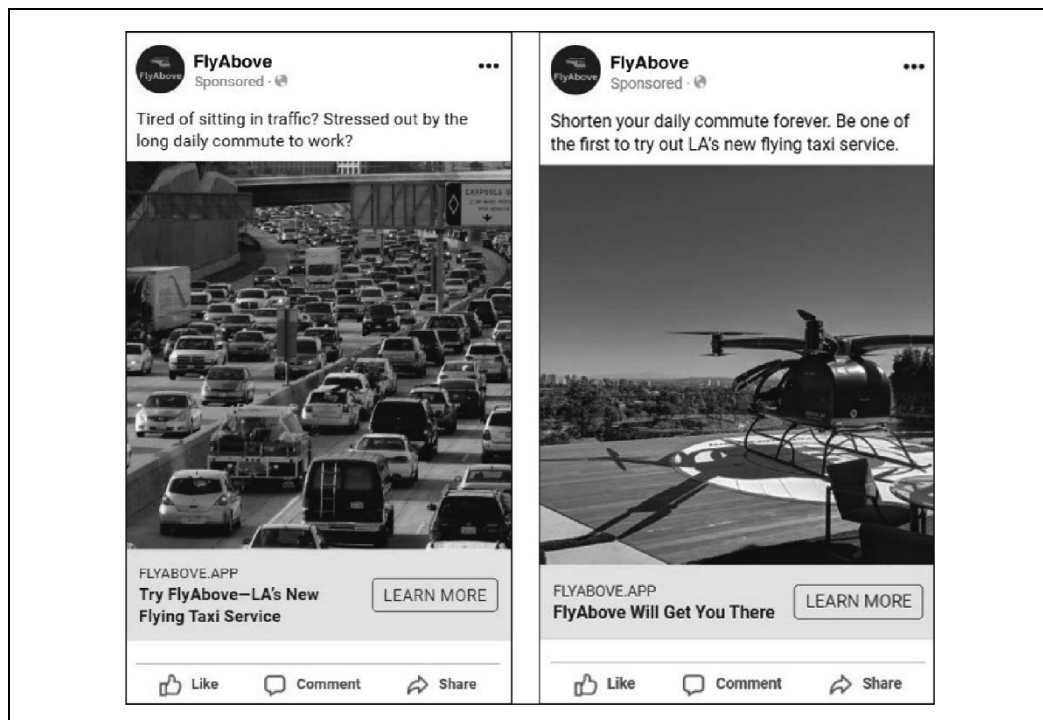 FlyAbove
FlyAbove
Sponsored ·
Tired of sitting in traffic? Stressed out by the
long daily commute to work?
CARPOOLS
FLYABOVE.APP
Try FlyAbove—LA's New
Flying Taxi Service
LEARN MORE
Like
Comment
Share
FlyAbove
FlyAbove
Sponsored ·
Shorten your daily commute forever. Be one of
the first to try out LA's new flying taxi service.
FLYABOVE.APP
FlyAbove Will Get You There
LEARN MORE
Like
Comment
Share